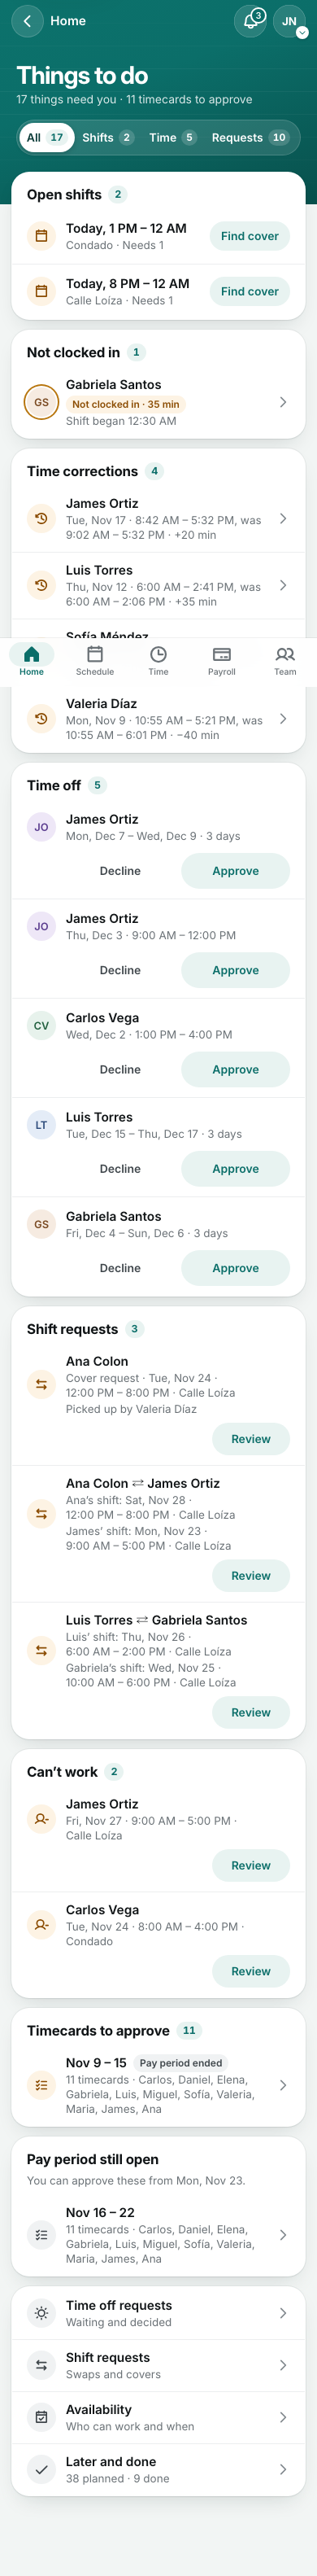 Home
3
JN
Things to do
17 things need you · 11 timecards to approve
All 17 Shifts 2 Time 5 Requests 10
Open shifts 2
Today, 1 PM – 12 AM
Condado · Needs 1
Find cover
Today, 8 PM – 12 AM
Calle Loíza · Needs 1
Find cover
Not clocked in 1
GS
Gabriela Santos
Not clocked in · 35 min
Shift began 12:30 AM
Time corrections 4
James Ortiz
Tue, Nov 17 · 8:42 AM – 5:32 PM, was
9:02 AM – 5:32 PM · +20 min
Luis Torres
Thu, Nov 12 · 6:00 AM – 2:41 PM, was
6:00 AM – 2:06 PM · +35 min
Sofía Méndez
Home Schedule Time Payroll Team
Valeria Díaz
Mon, Nov 9 · 10:55 AM – 5:21 PM, was
10:55 AM – 6:01 PM · −40 min
Time off 5
JO
James Ortiz
Mon, Dec 7 – Wed, Dec 9 · 3 days
Decline Approve
JO
James Ortiz
Thu, Dec 3 · 9:00 AM – 12:00 PM
Decline Approve
CV
Carlos Vega
Wed, Dec 2 · 1:00 PM – 4:00 PM
Decline Approve
LT
Luis Torres
Tue, Dec 15 – Thu, Dec 17 · 3 days
Decline Approve
GS
Gabriela Santos
Fri, Dec 4 – Sun, Dec 6 · 3 days
Decline Approve
Shift requests 3
Ana Colon
Cover request · Tue, Nov 24 ·
12:00 PM – 8:00 PM · Calle Loíza
Picked up by Valeria Díaz
Review
Ana Colon ⇄ James Ortiz
Ana’s shift: Sat, Nov 28 ·
12:00 PM – 8:00 PM · Calle Loíza
James’ shift: Mon, Nov 23 ·
9:00 AM – 5:00 PM · Calle Loíza
Review
Luis Torres ⇄ Gabriela Santos
Luis’ shift: Thu, Nov 26 ·
6:00 AM – 2:00 PM · Calle Loíza
Gabriela’s shift: Wed, Nov 25 ·
10:00 AM – 6:00 PM · Calle Loíza
Review
Can’t work 2
James Ortiz
Fri, Nov 27 · 9:00 AM – 5:00 PM ·
Calle Loíza
Review
Carlos Vega
Tue, Nov 24 · 8:00 AM – 4:00 PM ·
Condado
Review
Timecards to approve 11
Nov 9 – 15 Pay period ended
11 timecards · Carlos, Daniel, Elena,
Gabriela, Luis, Miguel, Sofía, Valeria,
Maria, James, Ana
Pay period still open
You can approve these from Mon, Nov 23.
Nov 16 – 22
11 timecards · Carlos, Daniel, Elena,
Gabriela, Luis, Miguel, Sofía, Valeria,
Maria, James, Ana
Time off requests
Waiting and decided
Shift requests
Swaps and covers
Availability
Who can work and when
Later and done
38 planned · 9 done